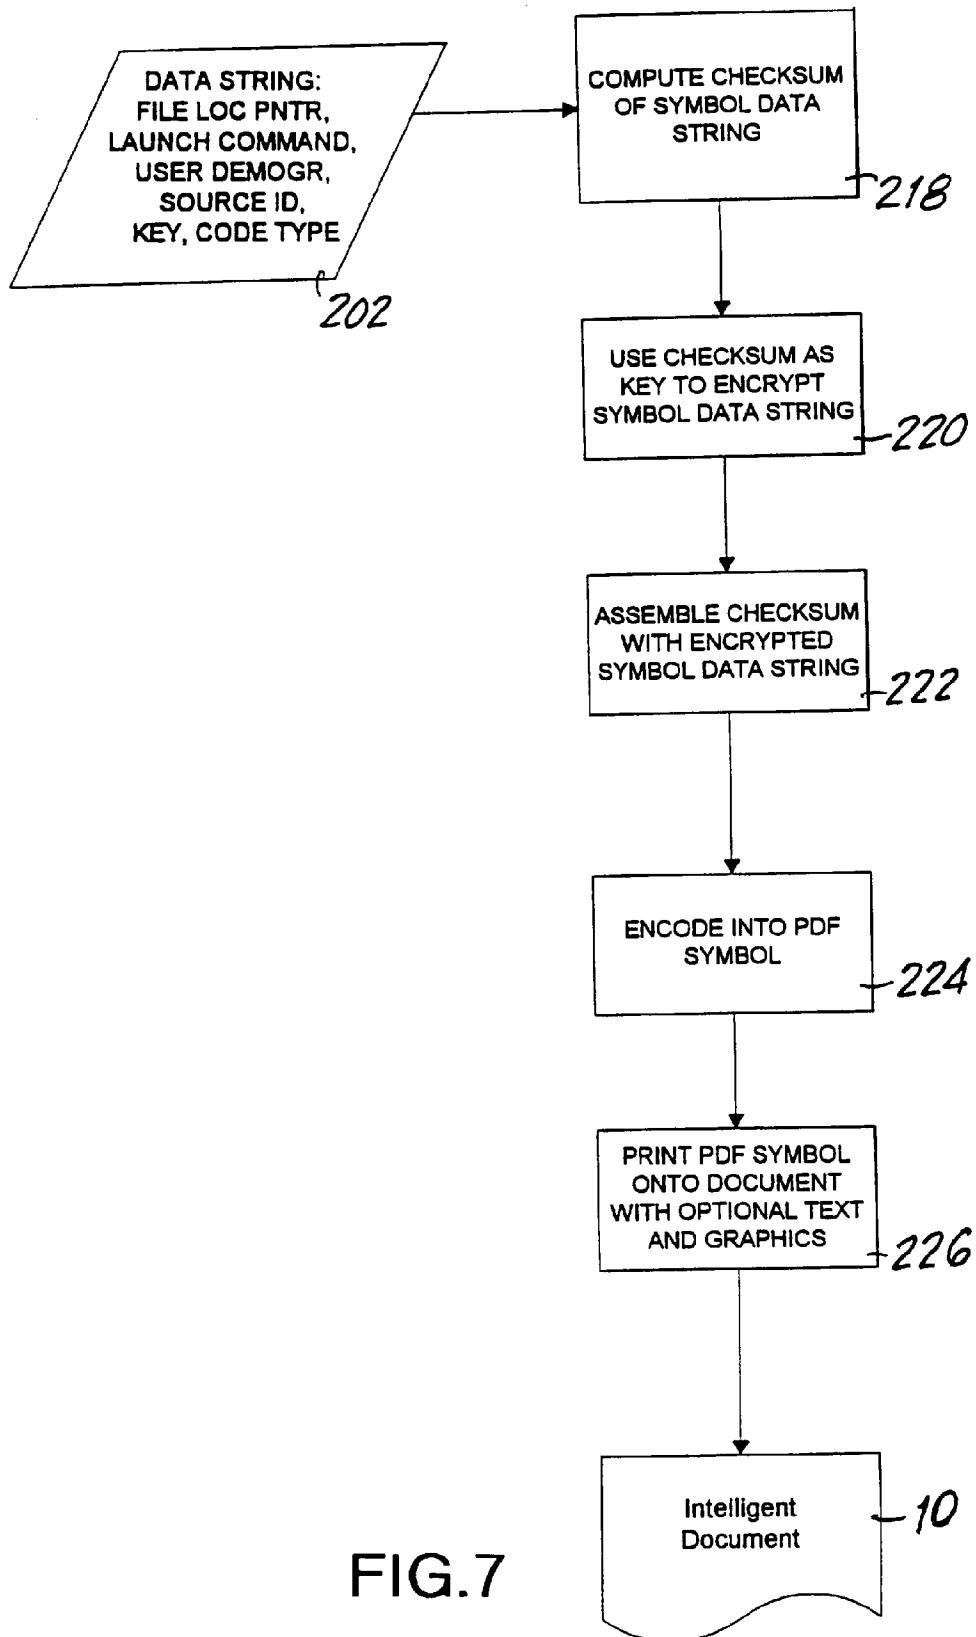 DATA STRING:
FILE LOC PNTR,
LAUNCH COMMAND,
USER DEMOGR,
SOURCE ID,
KEY, CODE TYPE
202
COMPUTE CHECKSUM
OF SYMBOL DATA
STRING
218
USE CHECKSUM AS
KEY TO ENCRYPT
SYMBOL DATA STRING
220
ASSEMBLE CHECKSUM
WITH ENCRYPTED
SYMBOL DATA STRING
222
ENCODE INTO PDF
SYMBOL
224
PRINT PDF SYMBOL
ONTO DOCUMENT
WITH OPTIONAL TEXT
AND GRAPHICS
226
Intelligent
Document
10
FIG.7